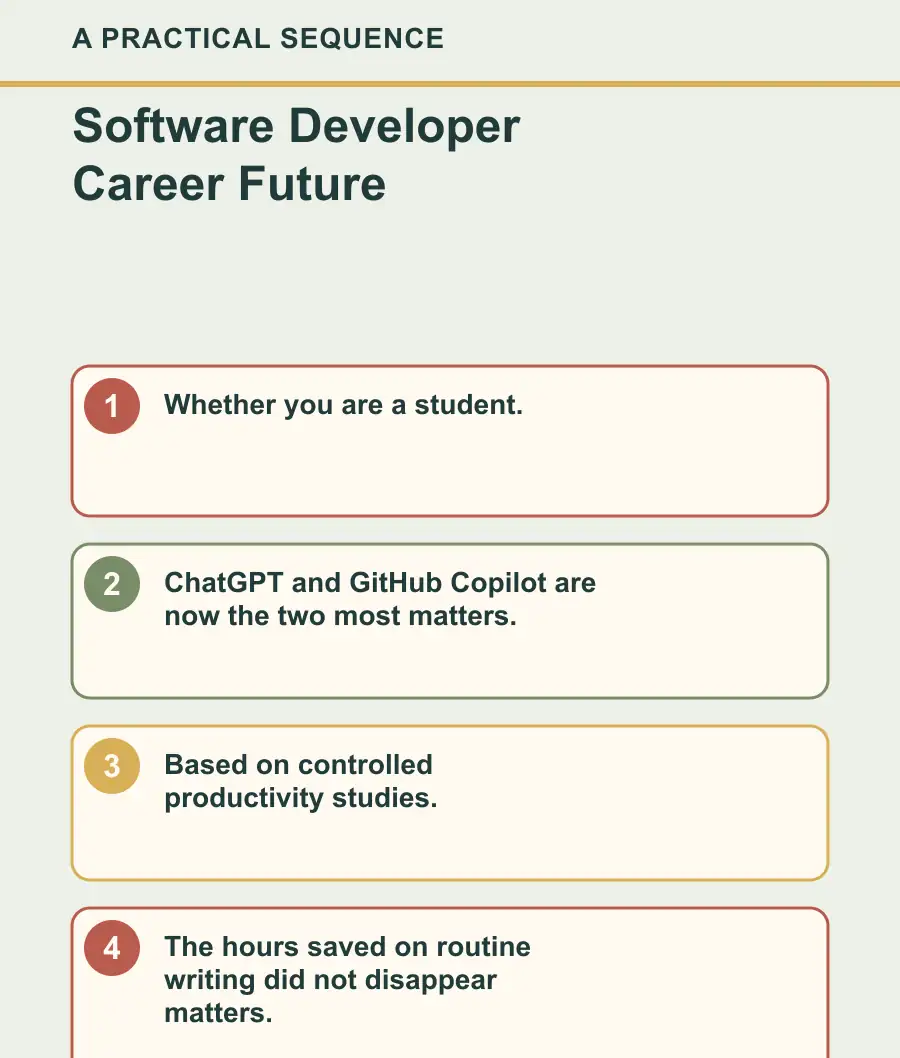 A PRACTICAL SEQUENCE
Software Developer
Career Future
1
Whether you are a student.
2
ChatGPT and GitHub Copilot are
now the two most matters.
3
Based on controlled
productivity studies.
4
The hours saved on routine
writing did not disappear
matters.